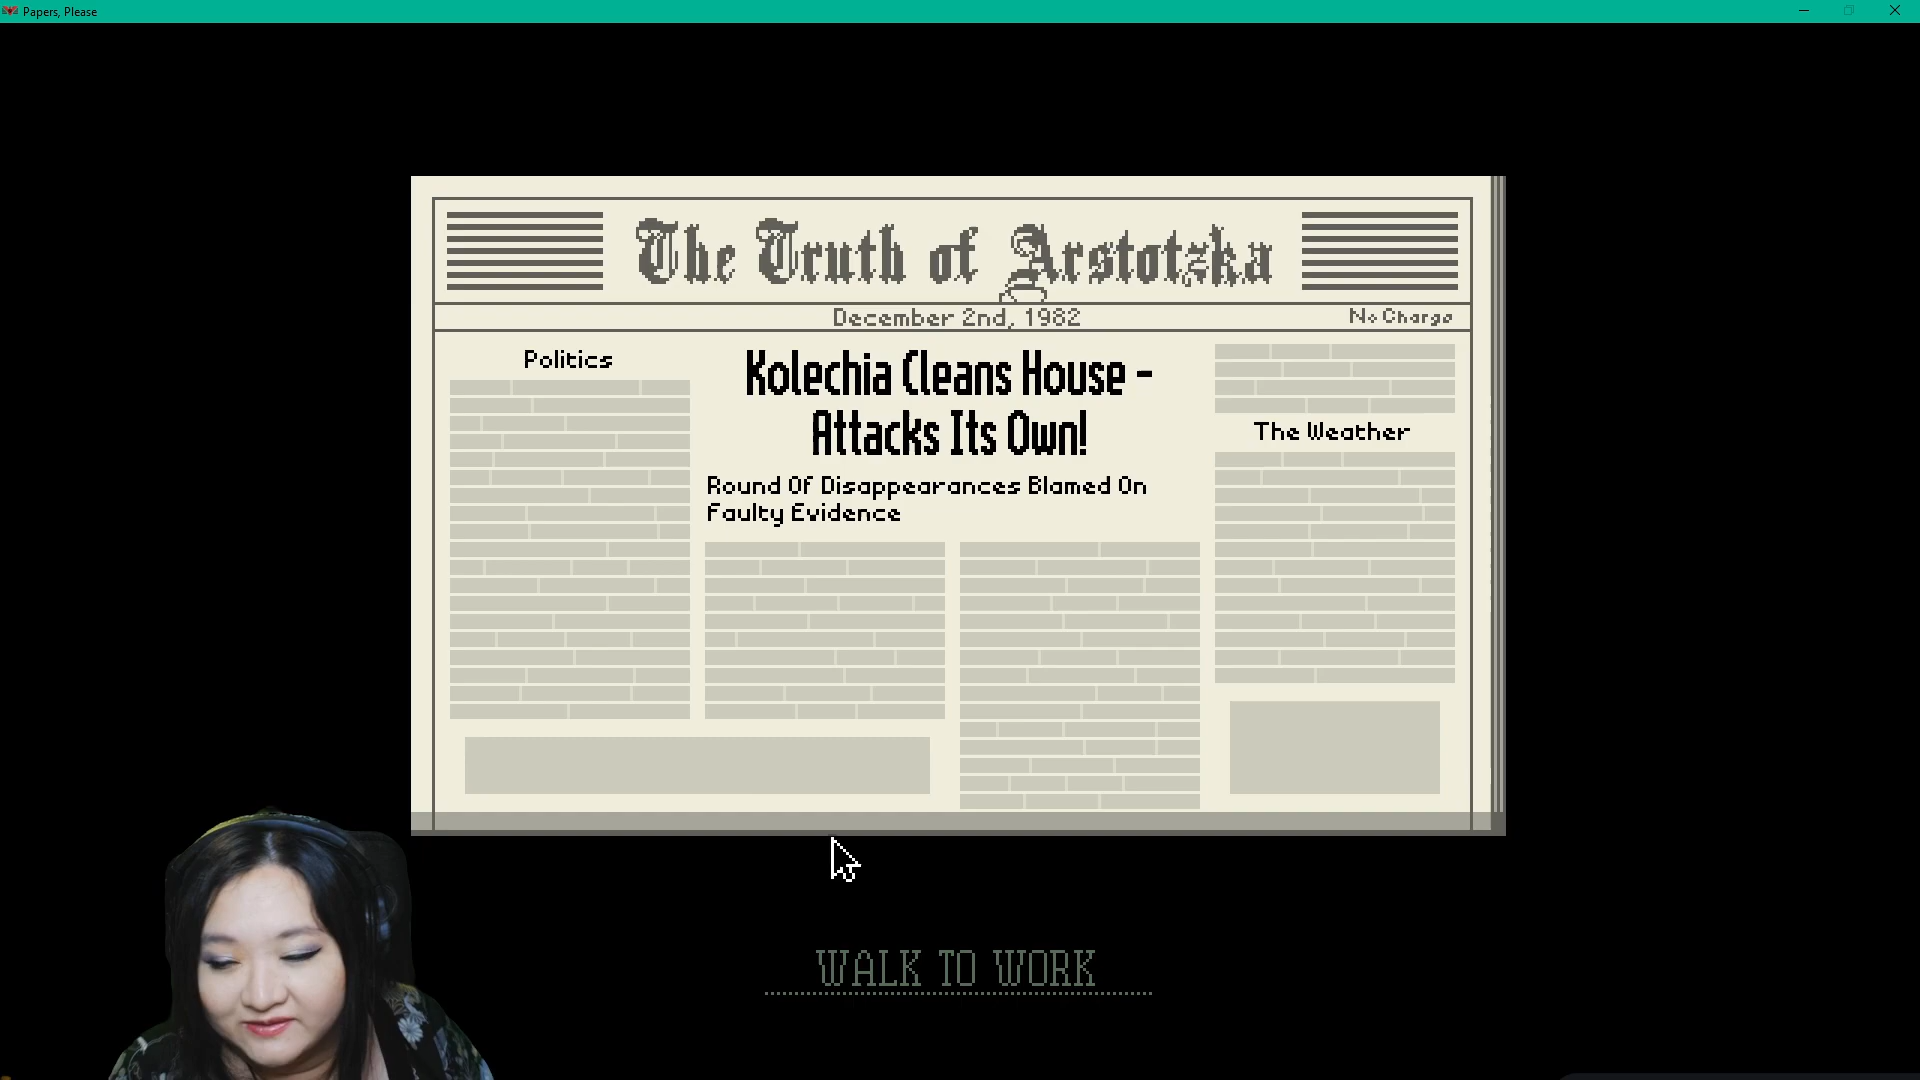 Papers, Please
The Truth of Arstotzka
December 2nd, 1982
No Charge
Politics
Kolechia Cleans House -
Attacks Its Own!
Round Of Disappearances Blamed On
Faulty Evidence
The Weather
WALK TO WORK